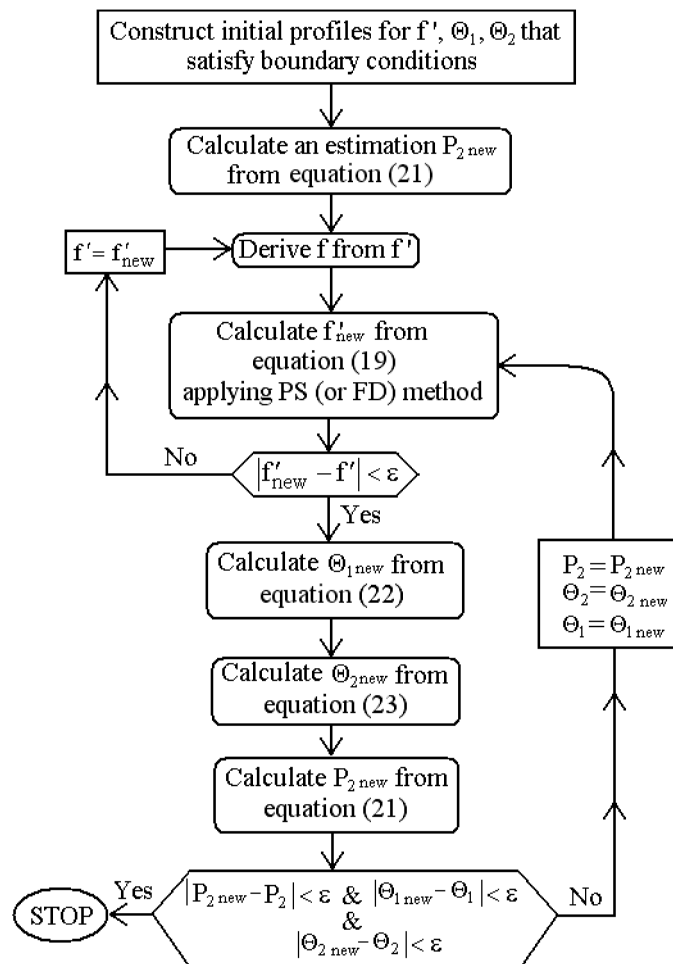 Construct initial profiles for f', Θ₁, Θ₂ that
satisfy boundary conditions
Calculate an estimation P₂ new
from equation (21)
f' = f'new
Derive f from f'
Calculate f'new from
equation (19)
applying PS (or FD) method
No
|f'new − f'| < ε
Yes
Calculate Θ₁ new from
equation (22)
P₂ = P₂ new
Θ₂ = Θ₂ new
Θ₁ = Θ₁ new
Calculate Θ₂ new from
equation (23)
Calculate P₂ new from
equation (21)
STOP
Yes
|P₂ new − P₂| < ε & |Θ₁ new − Θ₁| < ε
&
|Θ₂ new − Θ₂| < ε
No